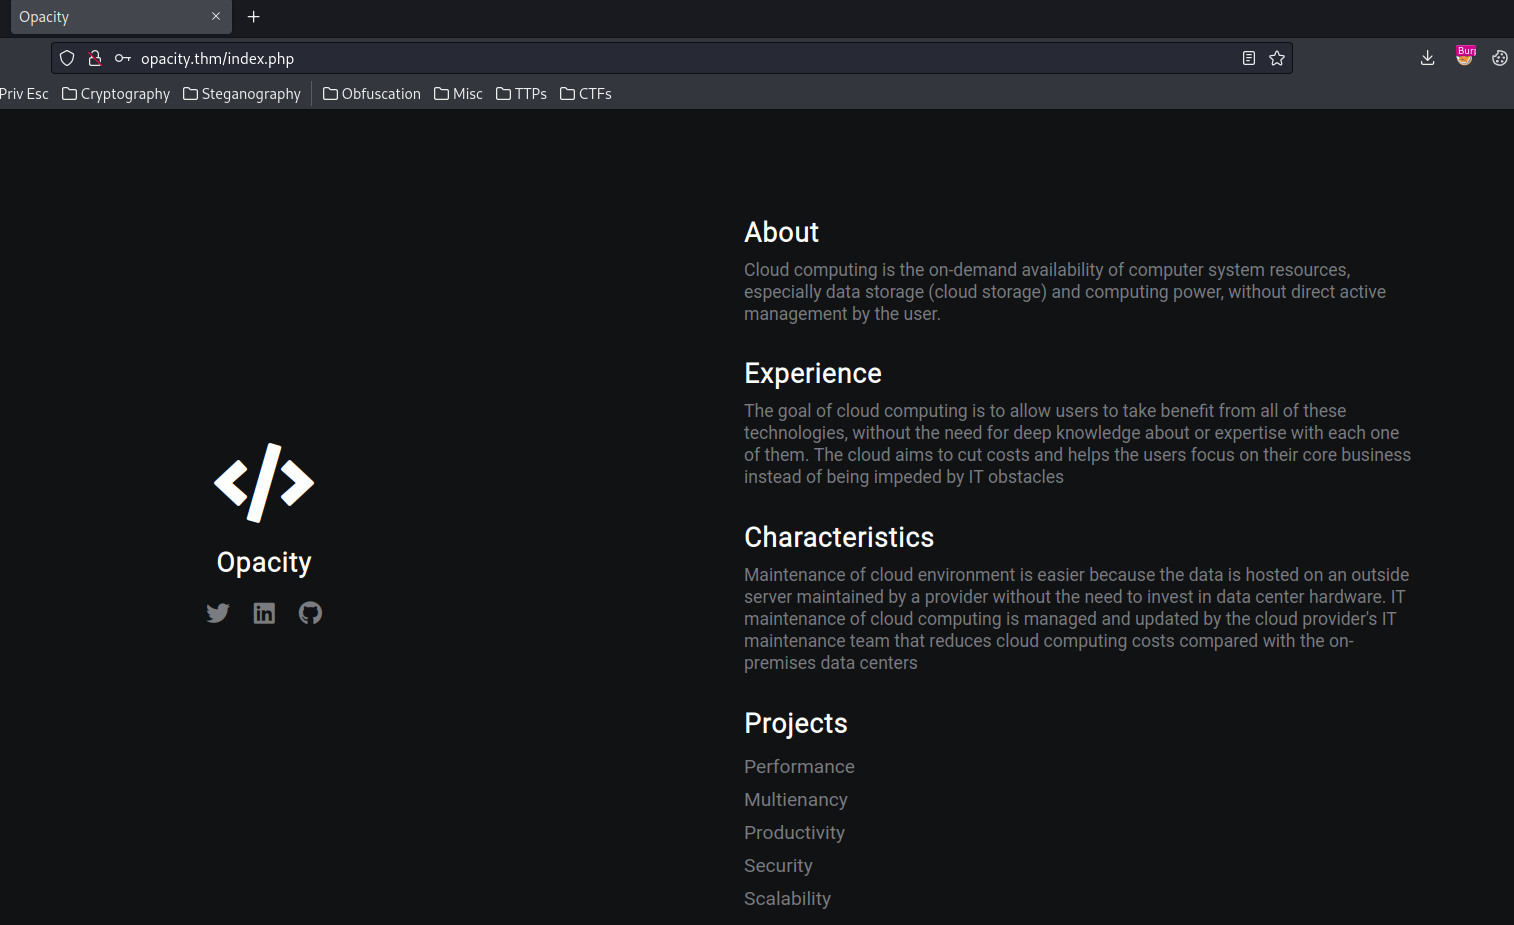 Opacity
opacity.thm/index.php
Burp
Priv Esc Cryptography Steganography Obfuscation Misc TTPs CTFs
About
Cloud computing is the on-demand availability of computer system resources,
especially data storage (cloud storage) and computing power, without direct active
management by the user.
Experience
The goal of cloud computing is to allow users to take benefit from all of these
technologies, without the need for deep knowledge about or expertise with each one
of them. The cloud aims to cut costs and helps the users focus on their core business
instead of being impeded by IT obstacles
</>
Opacity
in
Characteristics
Maintenance of cloud environment is easier because the data is hosted on an outside
server maintained by a provider without the need to invest in data center hardware. IT
maintenance of cloud computing is managed and updated by the cloud provider's IT
maintenance team that reduces cloud computing costs compared with the on-
premises data centers
Projects
Performance
Multienancy
Productivity
Security
Scalability